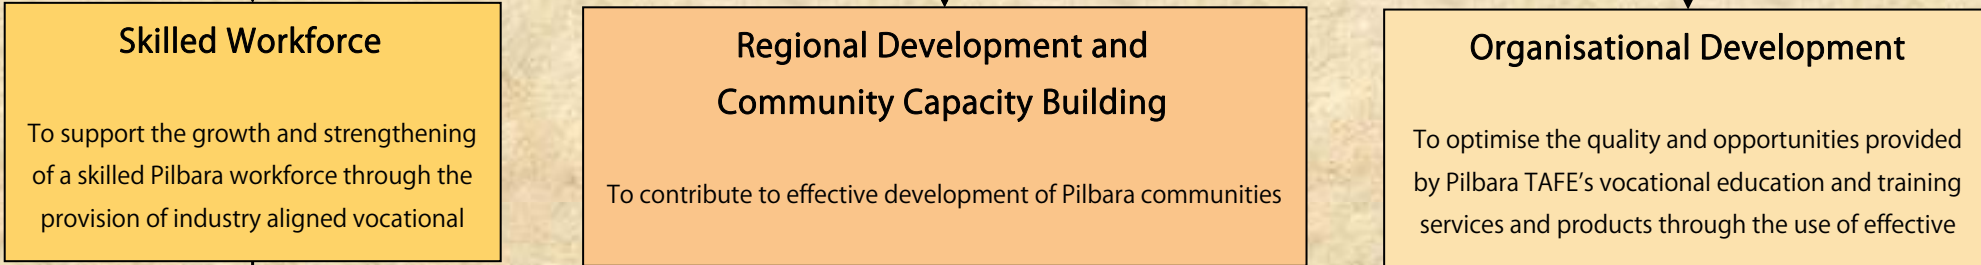 Skilled Workforce
To support the growth and strengthening
of a skilled Pilbara workforce through the
provision of industry aligned vocational
Regional Development and
Community Capacity Building
To contribute to effective development of Pilbara communities
Organisational Development
To optimise the quality and opportunities provided
by Pilbara TAFE’s vocational education and training
services and products through the use of effective